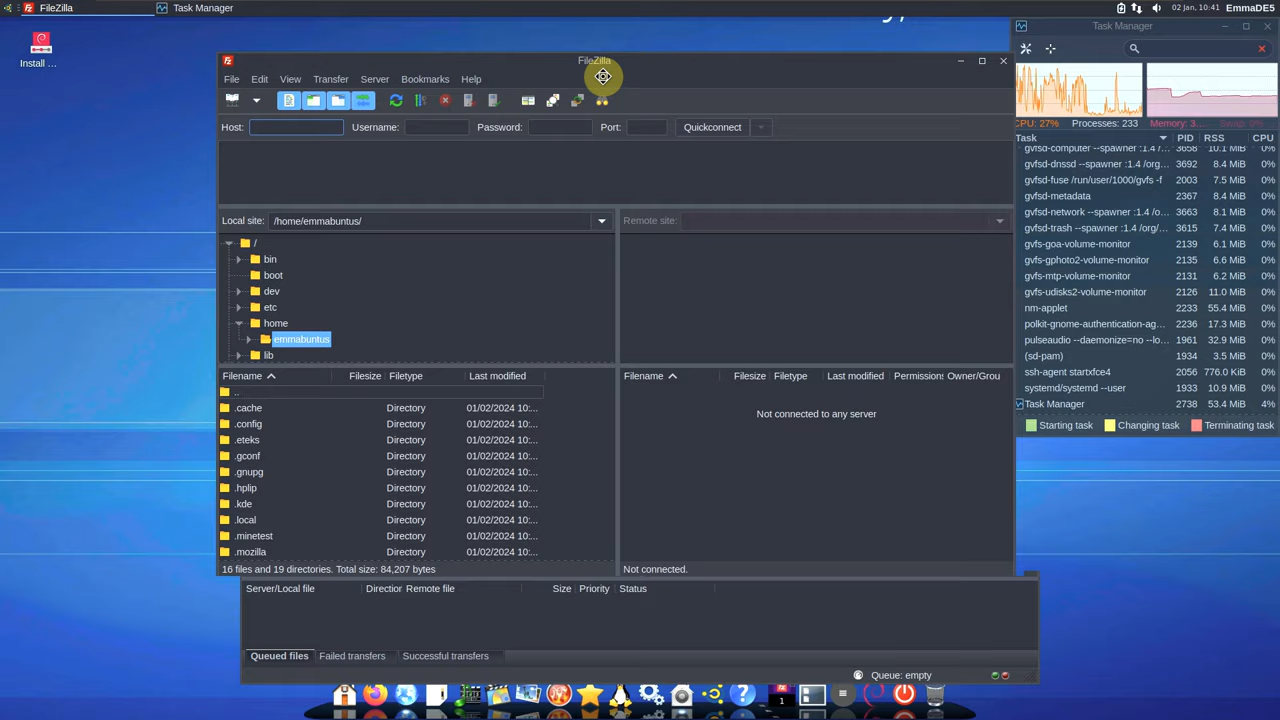 FileZilla
Task Manager
02 Jan, 10:41
EmmaDE5
Install ...
FileZilla
File Edit View Transfer Server Bookmarks Help
Host: Username: Password: Port: Quickconnect
Local site: /home/emmabuntus/
Remote site:
/
bin
boot
dev
etc
home
emmabuntus
lib
Filename Filesize Filetype Last modified
..
.cache Directory 01/02/2024 10:...
.config Directory 01/02/2024 10:...
.eteks Directory 01/02/2024 10:...
.gconf Directory 01/02/2024 10:...
.gnupg Directory 01/02/2024 10:...
.hplip Directory 01/02/2024 10:...
.kde Directory 01/02/2024 10:...
.local Directory 01/02/2024 10:...
.minetest Directory 01/02/2024 10:...
.mozilla Directory 01/02/2024 10:...
16 files and 19 directories. Total size: 84,207 bytes
Filename Filesize Filetype Last modified Permissions Owner/Grou
Not connected to any server
Not connected.
Server/Local file Direction Remote file Size Priority Status
Queued files Failed transfers Successful transfers
Queue: empty
1
Task Manager
CPU: 27% Processes: 233 Memory: 3... Swap: 0%
Task PID RSS CPU
gvfsd-computer --spawner :1.4 /... 3658 10.1 MiB 0%
gvfsd-dnssd --spawner :1.4 /org... 3692 8.4 MiB 0%
gvfsd-fuse /run/user/1000/gvfs -f 2003 7.5 MiB 0%
gvfsd-metadata 2367 8.4 MiB 0%
gvfsd-network --spawner :1.4 /o... 3663 8.1 MiB 0%
gvfsd-trash --spawner :1.4 /org/... 3615 7.4 MiB 0%
gvfs-goa-volume-monitor 2139 6.1 MiB 0%
gvfs-gphoto2-volume-monitor 2135 6.6 MiB 0%
gvfs-mtp-volume-monitor 2131 6.2 MiB 0%
gvfs-udisks2-volume-monitor 2126 11.0 MiB 0%
nm-applet 2233 55.4 MiB 0%
polkit-gnome-authentication-ag... 2236 17.3 MiB 0%
pulseaudio --daemonize=no --lo... 1961 32.9 MiB 0%
(sd-pam) 1934 3.5 MiB 0%
ssh-agent startxfce4 2056 776.0 KiB 0%
systemd/systemd --user 1933 10.9 MiB 0%
Task Manager 2738 53.4 MiB 4%
Starting task Changing task Terminating task